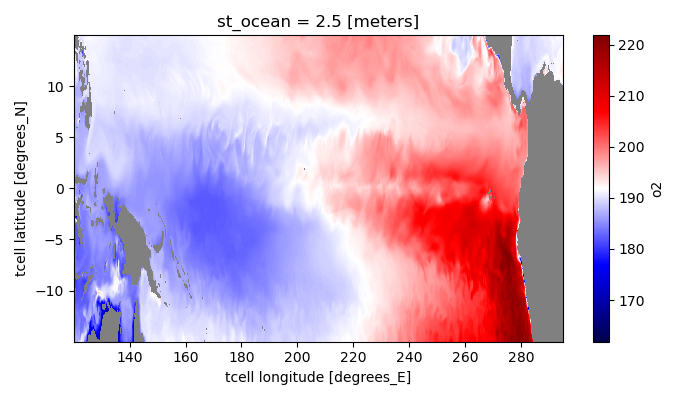 st_ocean = 2.5 [meters]
tcell latitude [degrees_N]
10
5
0
−5
−10
140 160 180 200 220 240 260 280
tcell longitude [degrees_E]
220
210
200
190
180
170
o2